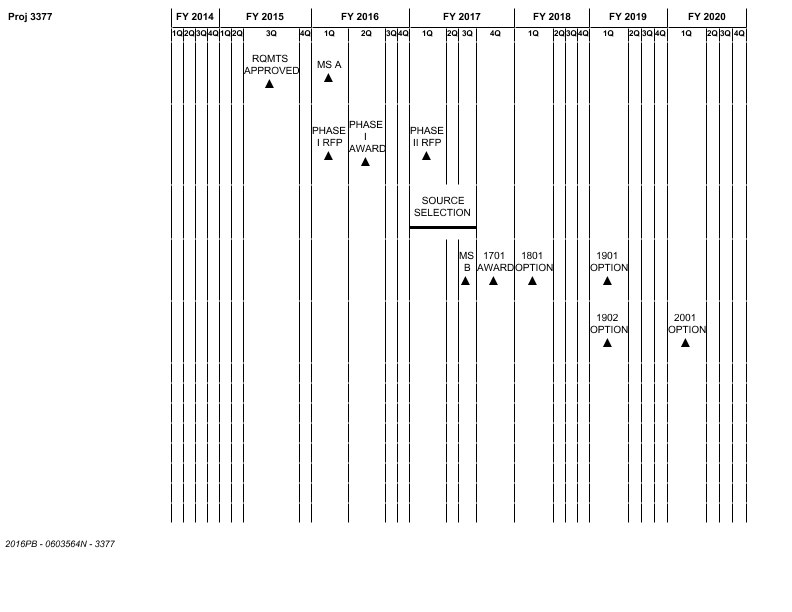 Proj 3377
FY 2014 FY 2015 FY 2016 FY 2017 FY 2018 FY 2019 FY 2020
1Q 2Q 3Q 4Q 1Q 2Q 3Q 4Q 1Q 2Q 3Q 4Q 1Q 2Q 3Q 4Q 1Q 2Q 3Q 4Q 1Q 2Q 3Q 4Q 1Q 2Q 3Q 4Q
RQMTS
APPROVED
MS A
PHASE
I RFP
PHASE
I
AWARD
PHASE
II RFP
SOURCE
SELECTION
MS
B
1701
AWARD
1801
OPTION
1901
OPTION
1902
OPTION
2001
OPTION
2016PB - 0603564N - 3377